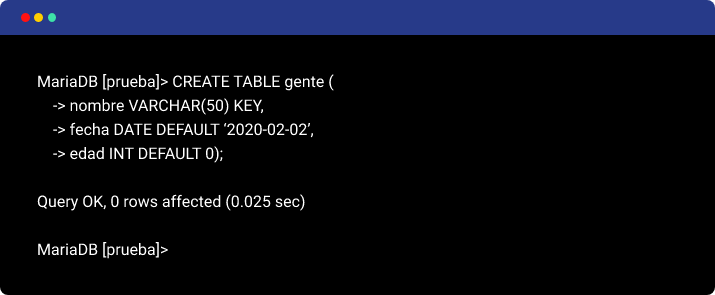 MariaDB [prueba]> CREATE TABLE gente (
-> nombre VARCHAR(50) KEY,
-> fecha DATE DEFAULT ‘2020-02-02’,
-> edad INT DEFAULT 0);
Query OK, 0 rows affected (0.025 sec)
MariaDB [prueba]>